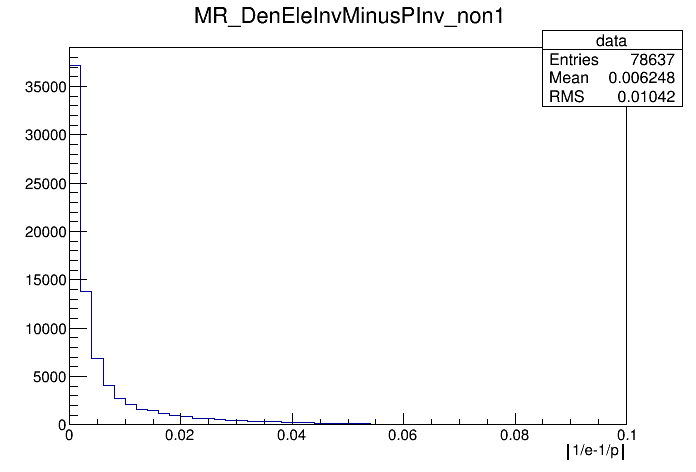 MR_DenEleInvMinusPInv_non1
data
Entries 78637
Mean 0.006248
RMS 0.01042
35000
30000
25000
20000
15000
10000
5000
0
0 0.02 0.04 0.06 0.08 0.1
|1/e-1/p|